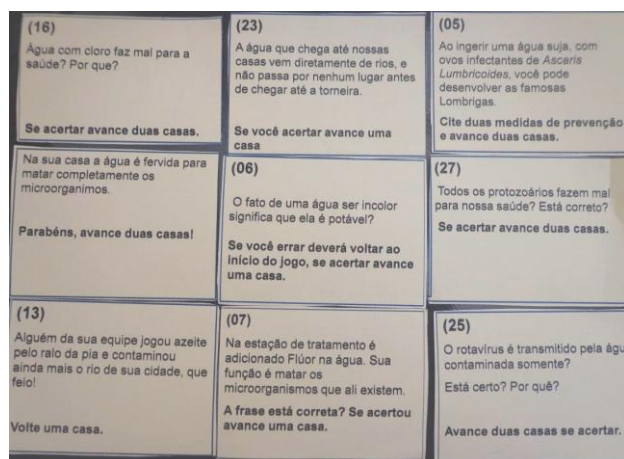 (16)
Água com cloro faz mal para a
saúde? Por que?
Se acertar avance duas casas.
(23)
A água que chega até nossas
casas vem diretamente de rios, e
não passa por nenhum lugar antes
de chegar até a torneira.
Se você acertar avance uma
casa
(05)
Ao ingerir uma água suja, com
ovos infectantes de Ascaris
Lumbricoides, você pode
desenvolver as famosas
Lombrigas.
Cite duas medidas de prevenção
e avance duas casas.
Na sua casa a água é fervida para
matar completamente os
microorganimos.
Parabéns, avance duas casas!
(06)
O fato de uma água ser incolor
significa que ela é potável?
Se você errar deverá voltar ao
início do jogo, se acertar avance
uma casa.
(27)
Todos os protozoários fazem mal
para nossa saúde? Está correto?
Se acertar avance duas casas.
(13)
Alguém da sua equipe jogou azeite
pelo ralo da pia e contaminou
ainda mais o rio de sua cidade, que
feio!
Volte uma casa.
(07)
Na estação de tratamento é
adicionado Flúor na água. Sua
função é matar os
microorganismos que ali existem.
A frase está correta? Se acertou
avance uma casa.
(25)
O rotavírus é transmitido pela águ
contaminada somente?
Está certo? Por quê?
Avance duas casas se acertar.